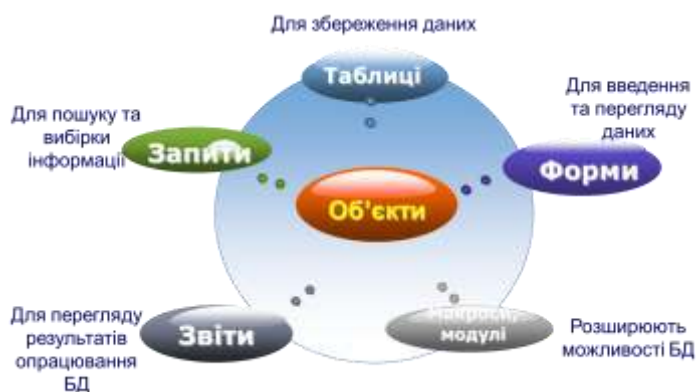 Для збереження даних
Таблиці
Для введення
та перегляду
даних
Для пошуку та
вибірки
інформації
Запити
Форми
Об'єкти
Для перегляду
результатів
опрацювання
БД
Звіти
Макроси,
модулі
Розширюють
можливості БД